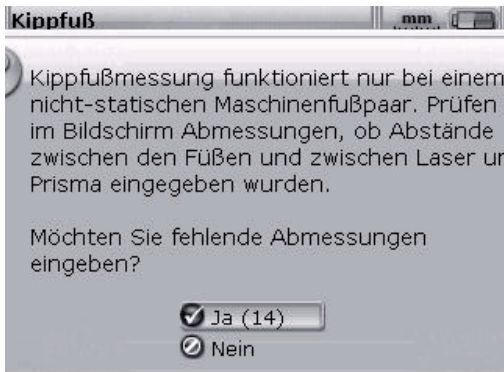 Kippfuß
mm
Kippfußmessung funktioniert nur bei einem
nicht-statischen Maschinenfußpaar. Prüfen
im Bildschirm Abmessungen, ob Abstände
zwischen den Füßen und zwischen Laser un
Prisma eingegeben wurden.
Möchten Sie fehlende Abmessungen
eingeben?
Ja (14)
Nein